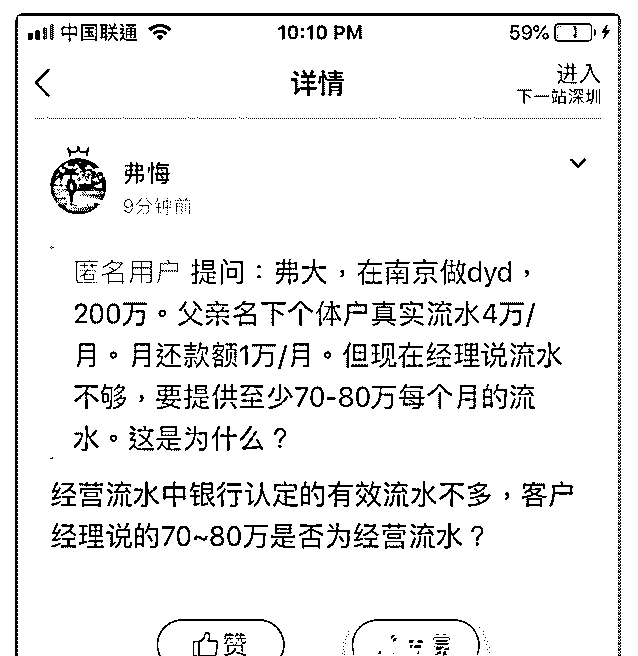 中国联通 10:10 PM 59%
详情 进入
下一站深圳
弗悔
9分钟前
匿名用户 提问：弗大，在南京做dyd，
200万。父亲名下个体户真实流水4万/
月。月还款额1万/月。但现在经理说流水
不够，要提供至少70-80万每个月的流
水。这是为什么？
经营流水中银行认定的有效流水不多，客户
经理说的70~80万是否为经营流水？
赞